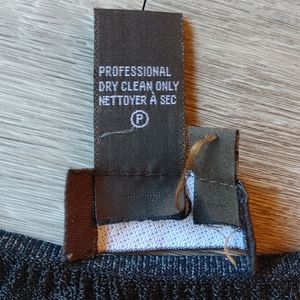 PROFESSIONAL
DRY CLEAN ONLY
NETTOYER À SEC
P